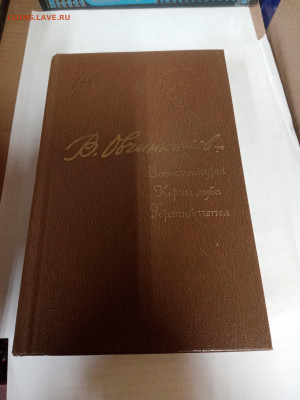 COINS.LAVE.RU
В. Овчинников
Ветка сакуры
Корни дуба
Горячий пепел